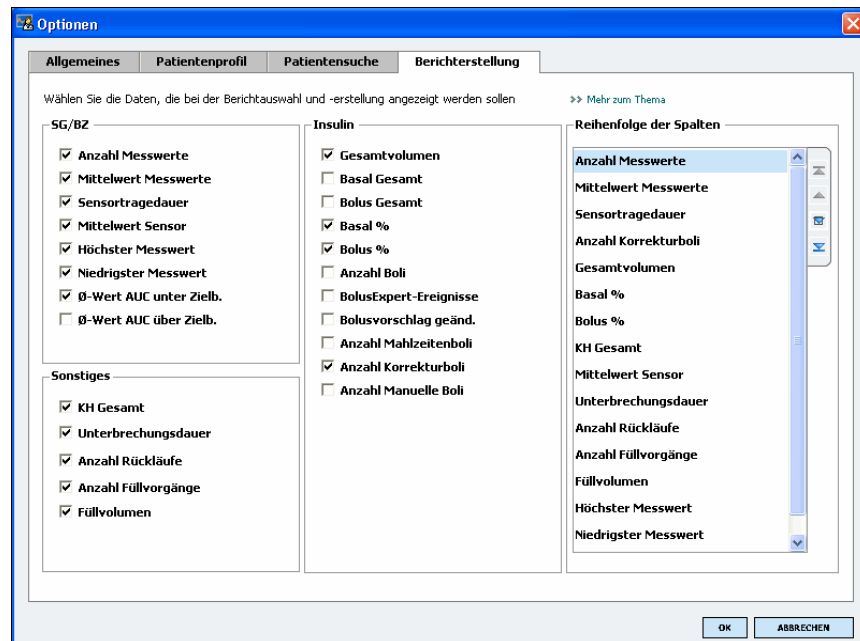 Optionen
Allgemeines
Patientenprofil
Patientensuche
Berichterstellung
Wählen Sie die Daten, die bei der Berichtauswahl und -erstellung angezeigt werden sollen
>> Mehr zum Thema
SG/BZ
Anzahl Messwerte
Mittelwert Messwerte
Sensortragedauer
Mittelwert Sensor
Höchster Messwert
Niedrigster Messwert
Ø-Wert AUC unter Zielb.
Ø-Wert AUC über Zielb.
Sonstiges
KH Gesamt
Unterbrechungsdauer
Anzahl Rückläufe
Anzahl Füllvorgänge
Füllvolumen
Insulin
Gesamtvolumen
Basal Gesamt
Bolus Gesamt
Basal %
Bolus %
Anzahl Boli
BolusExpert-Ereignisse
Bolusvorschlag geänd.
Anzahl Mahlzeitenboli
Anzahl Korrekturboli
Anzahl Manuelle Boli
Reihenfolge der Spalten
Anzahl Messwerte
Mittelwert Messwerte
Sensortragedauer
Anzahl Korrekturboli
Gesamtvolumen
Basal %
Bolus %
KH Gesamt
Mittelwert Sensor
Unterbrechungsdauer
Anzahl Rückläufe
Anzahl Füllvorgänge
Füllvolumen
Höchster Messwert
Niedrigster Messwert
OK
ABBRECHEN